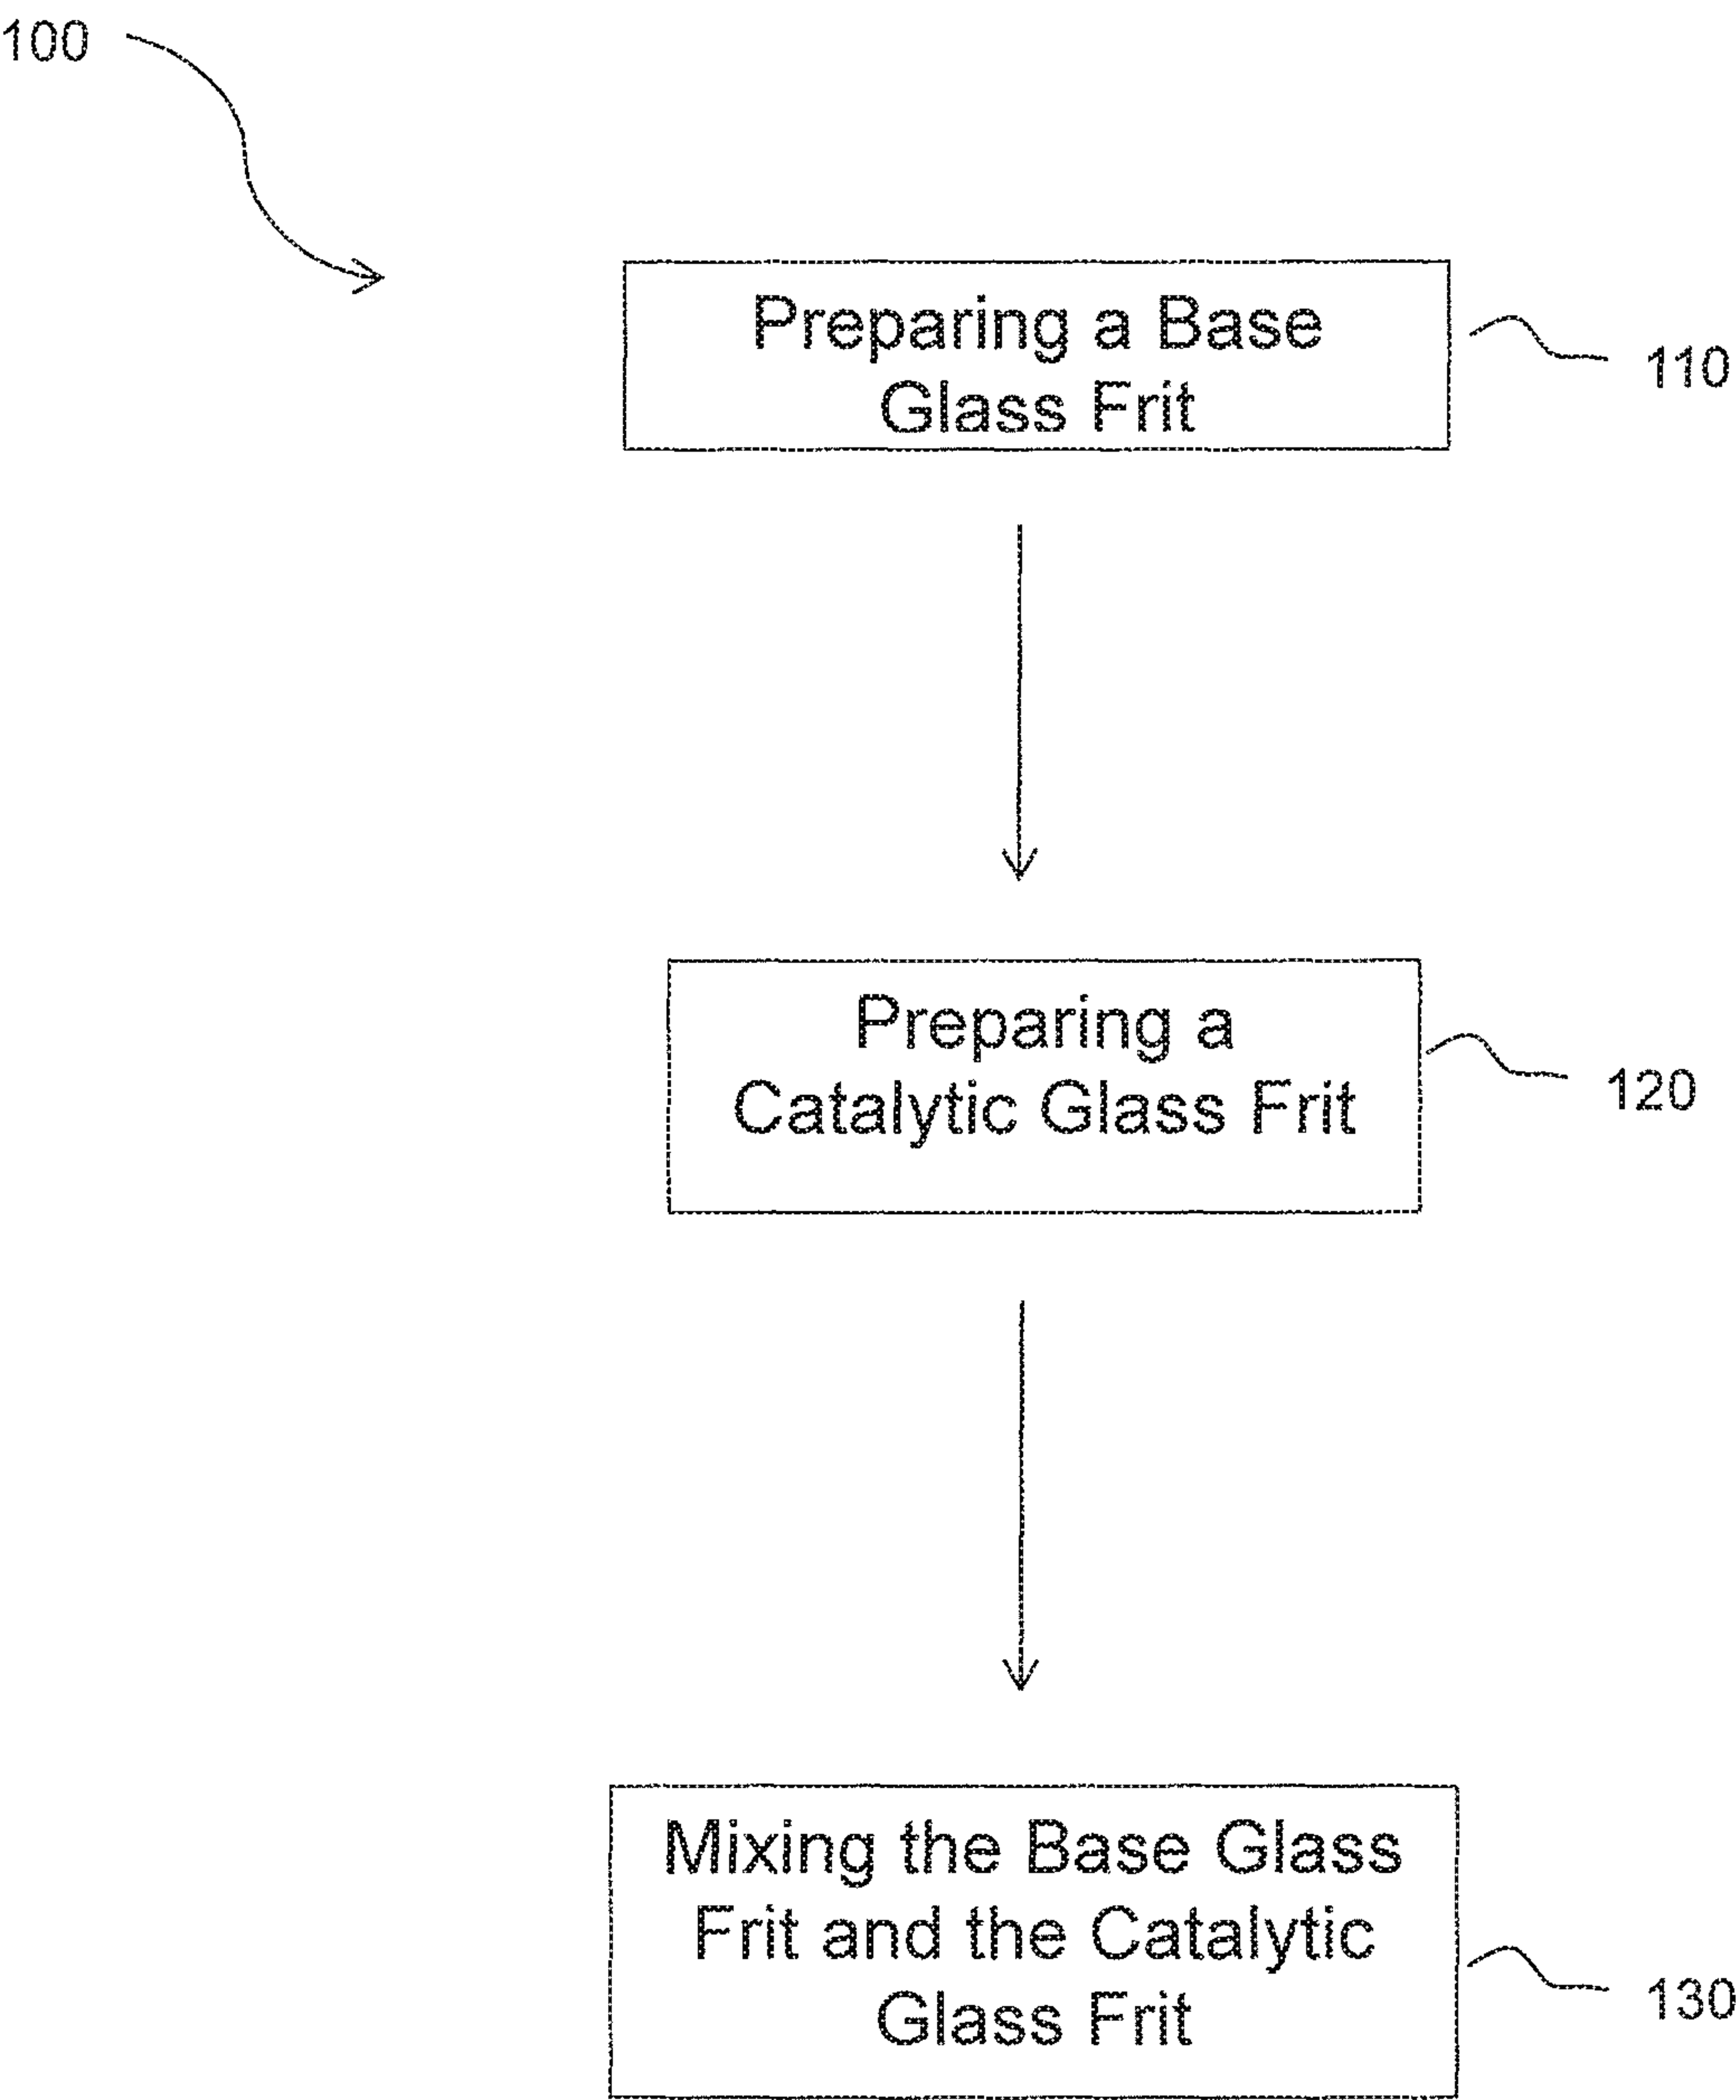 100
Preparing a Base
Glass Frit
110
Preparing a
Catalytic Glass Frit
120
Mixing the Base Glass
Frit and the Catalytic
Glass Frit
130